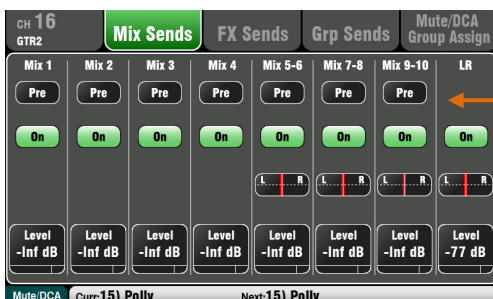 CH 16
GTR2
Mix Sends
FX Sends
Grp Sends
Mute/DCA
Group Assign
Mix 1 Mix 2 Mix 3 Mix 4 Mix 5-6 Mix 7-8 Mix 9-10 LR
Pre Pre Pre Pre Pre Pre Pre
On On On On On On On On
L R L R L R L R
Level Level Level Level Level Level Level Level
-Inf dB -Inf dB -Inf dB -Inf dB -Inf dB -Inf dB -Inf dB -77 dB
Mute/DCA Curr:15) Polly Next:15) Polly